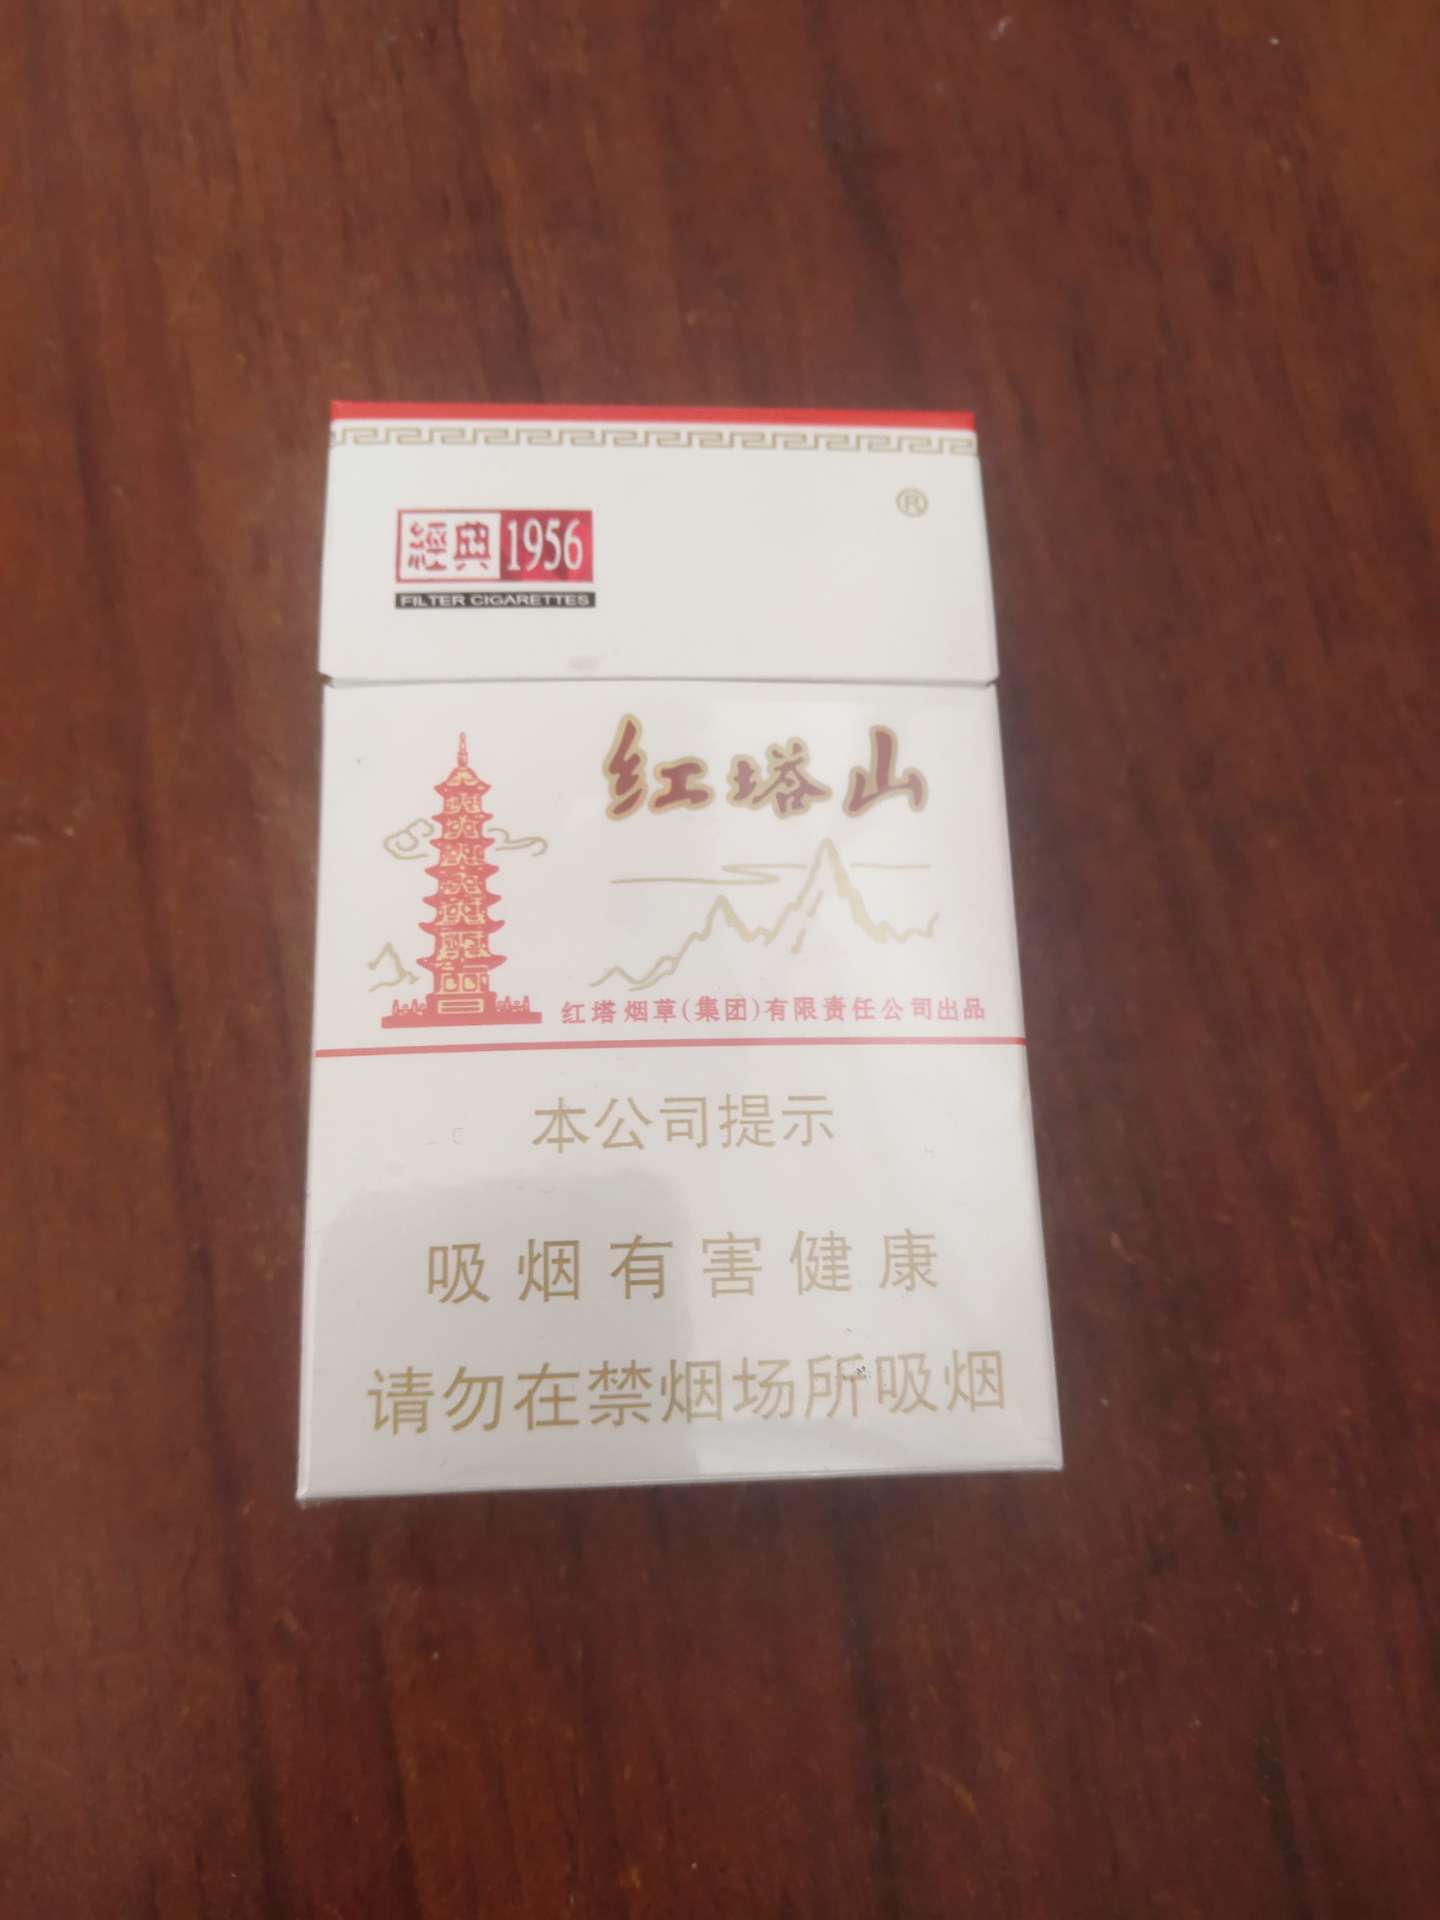 ®
經典 1956
FILTER CIGARETTES
红塔山
红塔烟草(集团)有限责任公司出品
本公司提示
吸烟有害健康
请勿在禁烟场所吸烟